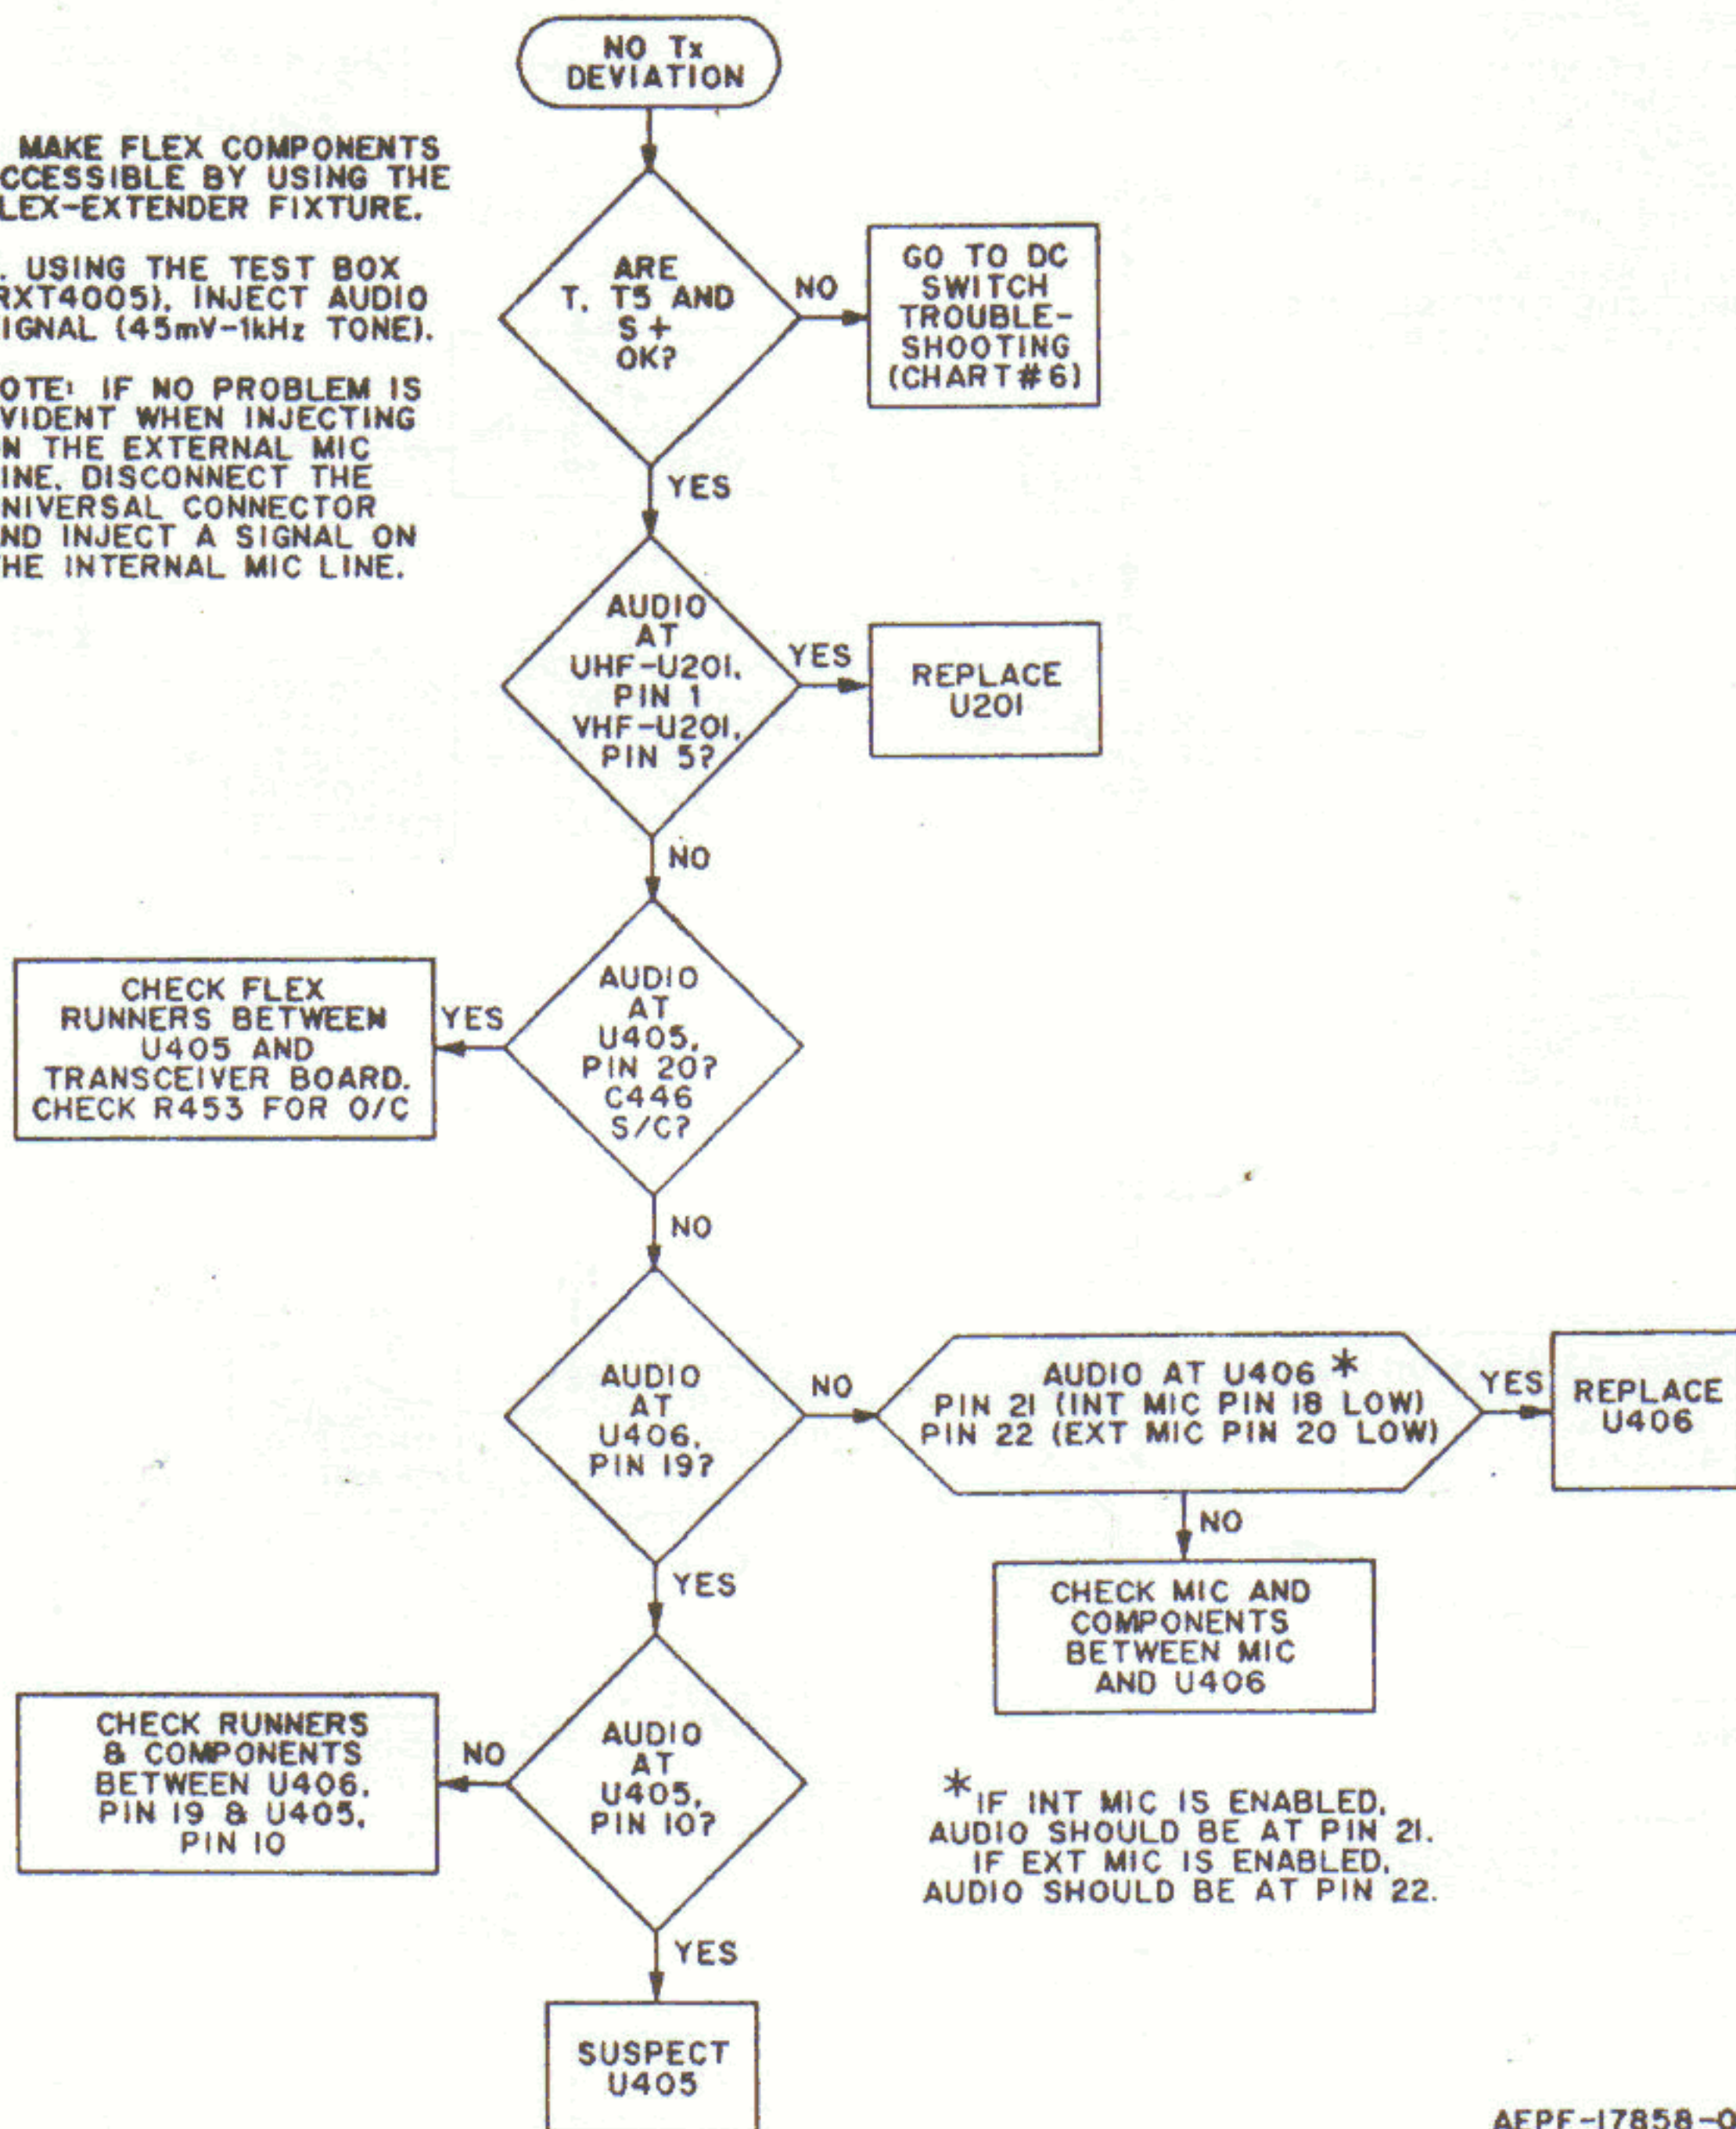 NO Tx
DEVIATION
MAKE FLEX COMPONENTS
CCESSIBLE BY USING THE
LEX-EXTENDER FIXTURE.
. USING THE TEST BOX
RXT4005). INJECT AUDIO
IGNAL (45mV-1kHz TONE).
OTE: IF NO PROBLEM IS
VIDENT WHEN INJECTING
N THE EXTERNAL MIC
INE. DISCONNECT THE
NIVERSAL CONNECTOR
ND INJECT A SIGNAL ON
HE INTERNAL MIC LINE.
ARE
T, T5 AND
S+
OK?
NO
GO TO DC
SWITCH
TROUBLE-
SHOOTING
(CHART#6)
YES
AUDIO
AT
UHF-U201,
PIN 1
VHF-U201,
PIN 5?
YES
REPLACE
U201
NO
AUDIO
AT
U405,
PIN 20?
C446
S/C?
YES
CHECK FLEX
RUNNERS BETWEEN
U405 AND
TRANSCEIVER BOARD.
CHECK R453 FOR O/C
NO
AUDIO
AT
U406,
PIN 19?
NO
AUDIO AT U406 *
PIN 21 (INT MIC PIN 18 LOW)
PIN 22 (EXT MIC PIN 20 LOW)
YES
REPLACE
U406
NO
CHECK MIC AND
COMPONENTS
BETWEEN MIC
AND U406
YES
AUDIO
AT
U405,
PIN 10?
NO
CHECK RUNNERS
& COMPONENTS
BETWEEN U406,
PIN 19 & U405,
PIN 10
*IF INT MIC IS ENABLED,
AUDIO SHOULD BE AT PIN 21.
IF EXT MIC IS ENABLED,
AUDIO SHOULD BE AT PIN 22.
YES
SUSPECT
U405
AEPF-17858-0